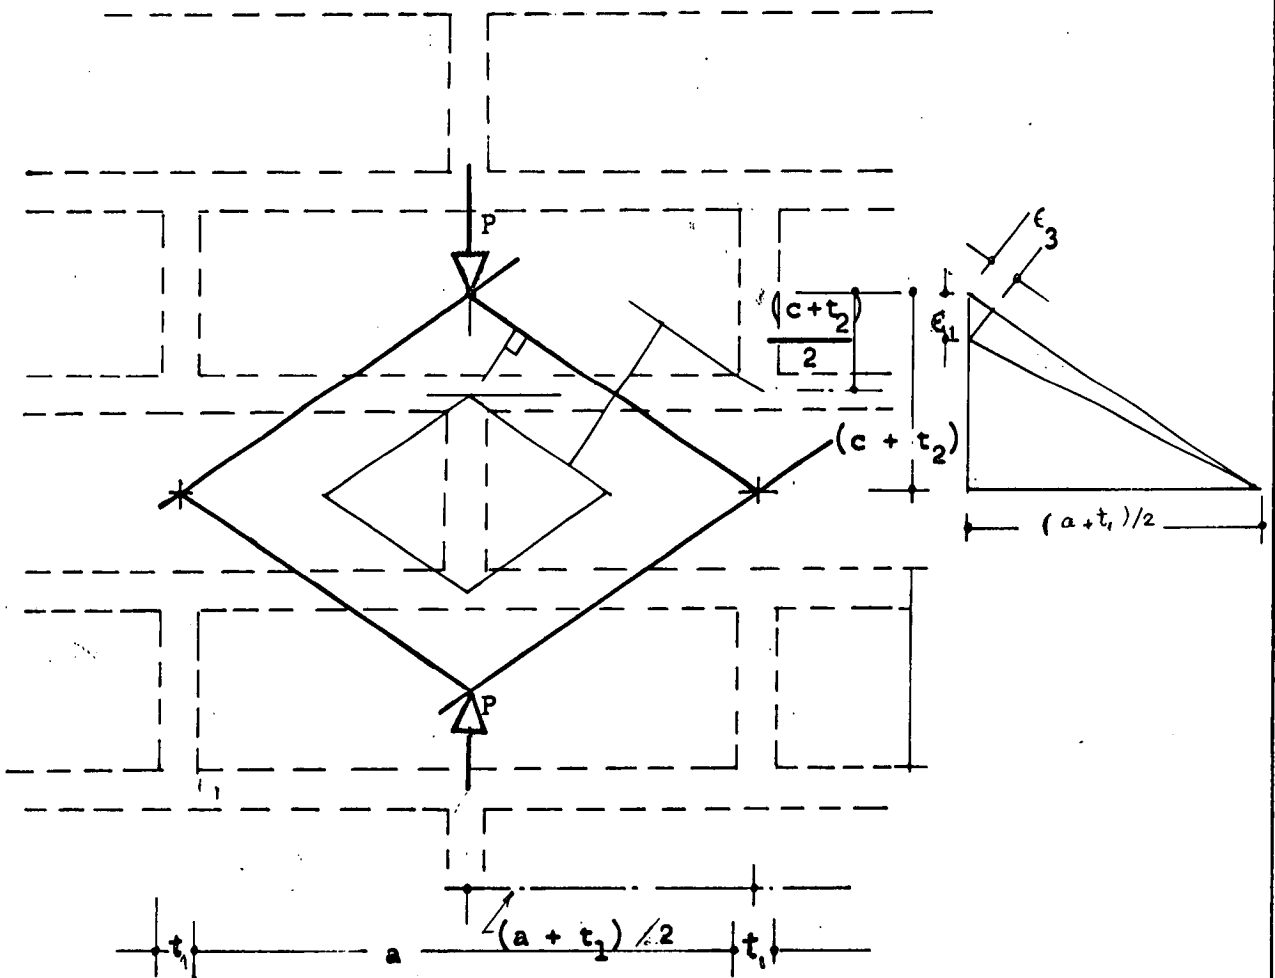 P
ϵ3
(c+t2)
2
ϵ1
(c + t2)
(a+t1)/2
P
(a + t1) /2
t1
a
t1